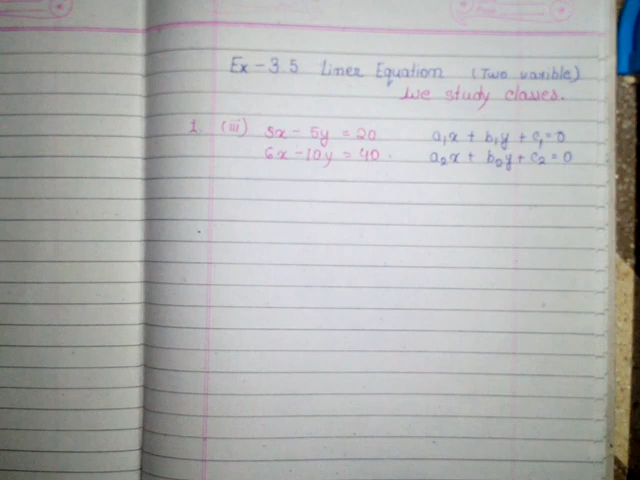 Ex - 3.5 Liner Equation (Two varible)
We study classes.
1. (iii) 3x - 5y = 20 a₁x + b₁y + c₁=0
6x - 10y = 40. a₂x + b₂y + c₂ = 0